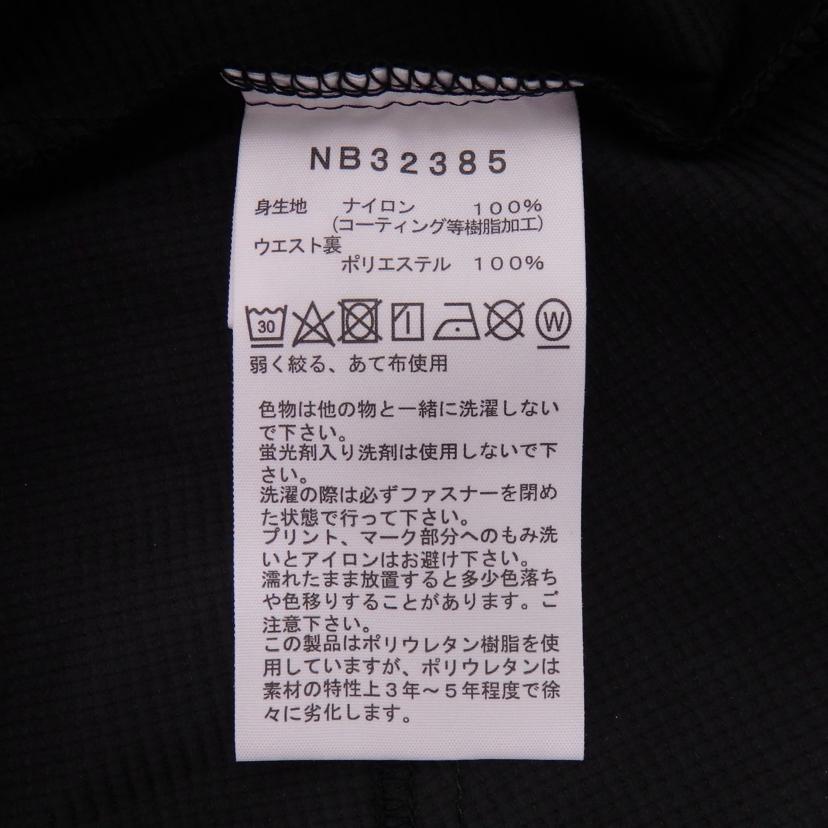 NB32385
身生地 ナイロン 100%
(コーティング等樹脂加工)
ウエスト裏
ポリエステル 100%
30 W
弱く絞る、あて布使用
色物は他の物と一緒に洗濯しない
で下さい。
蛍光剤入り洗剤は使用しないで下
さい。
洗濯の際は必ずファスナーを閉め
た状態で行って下さい。
プリント、マーク部分へのもみ洗
いとアイロンはお避け下さい。
濡れたまま放置すると多少色落ち
や色移りすることがあります。ご
注意下さい。
この製品はポリウレタン樹脂を使
用していますが、ポリウレタンは
素材の特性上3年～5年程度で徐
々に劣化します。